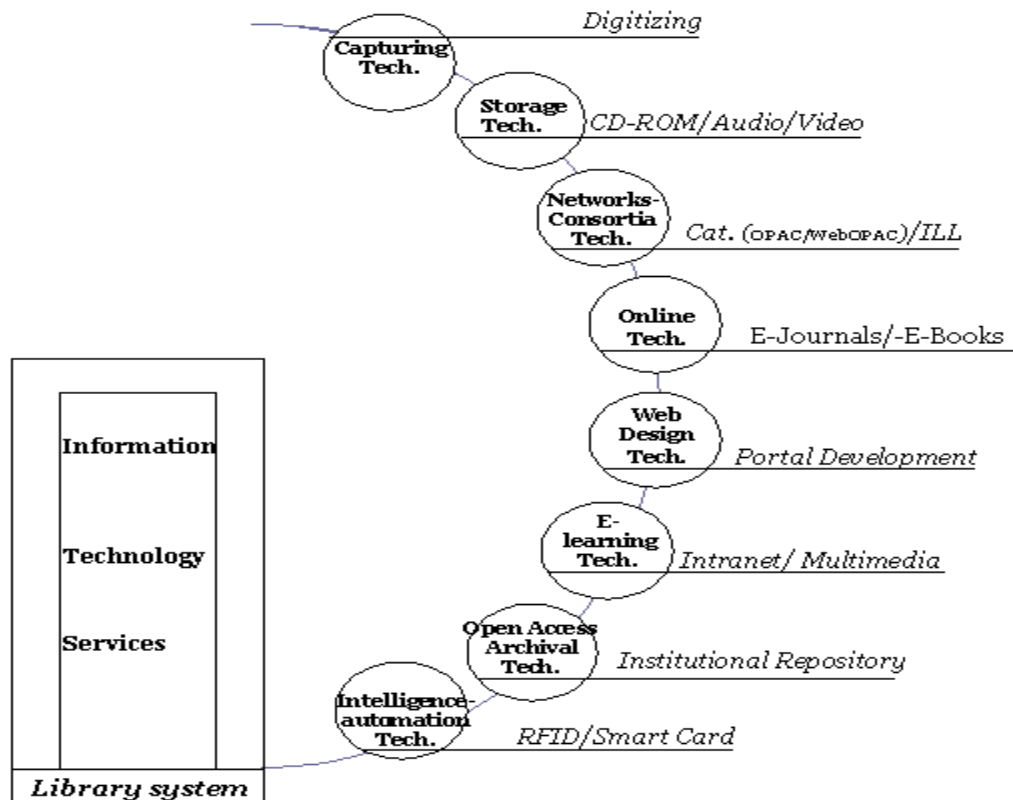 Digitizing
Capturing
Tech.
Storage
Tech.
CD-ROM/Audio/Video
Networks-
Consortia
Tech.
Cat. (OPAC/WebOPAC)/ILL
Online
Tech.
E-Journals/-E-Books
Web
Design
Tech.
Portal Development
E-
learning
Tech.
Intranet/ Multimedia
Open Access
Archival
Tech.
Institutional Repository
Intelligence-
automation
Tech.
RFID/Smart Card
Information
Technology
Services
Library system